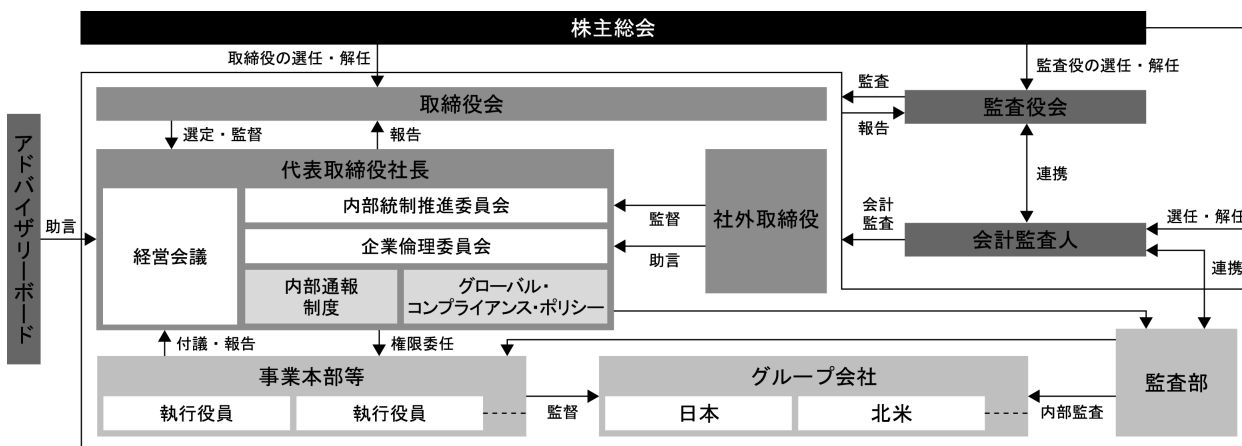 株主総会
取締役の選任・解任
監査役の選任・解任
監査
取締役会
監査役会
報告
選定・監督
報告
アドバイザリーボード
代表取締役社長
連携
内部統制推進委員会
社外取締役
監督
会計
監査
選任・解任
助言
経営会議
企業倫理委員会
会計監査人
助言
連携
内部通報
制度
グローバル・
コンプライアンス・ポリシー
付議・報告
権限委任
事業本部等
グループ会社
監査部
執行役員
執行役員
監督
日本
北米
内部監査